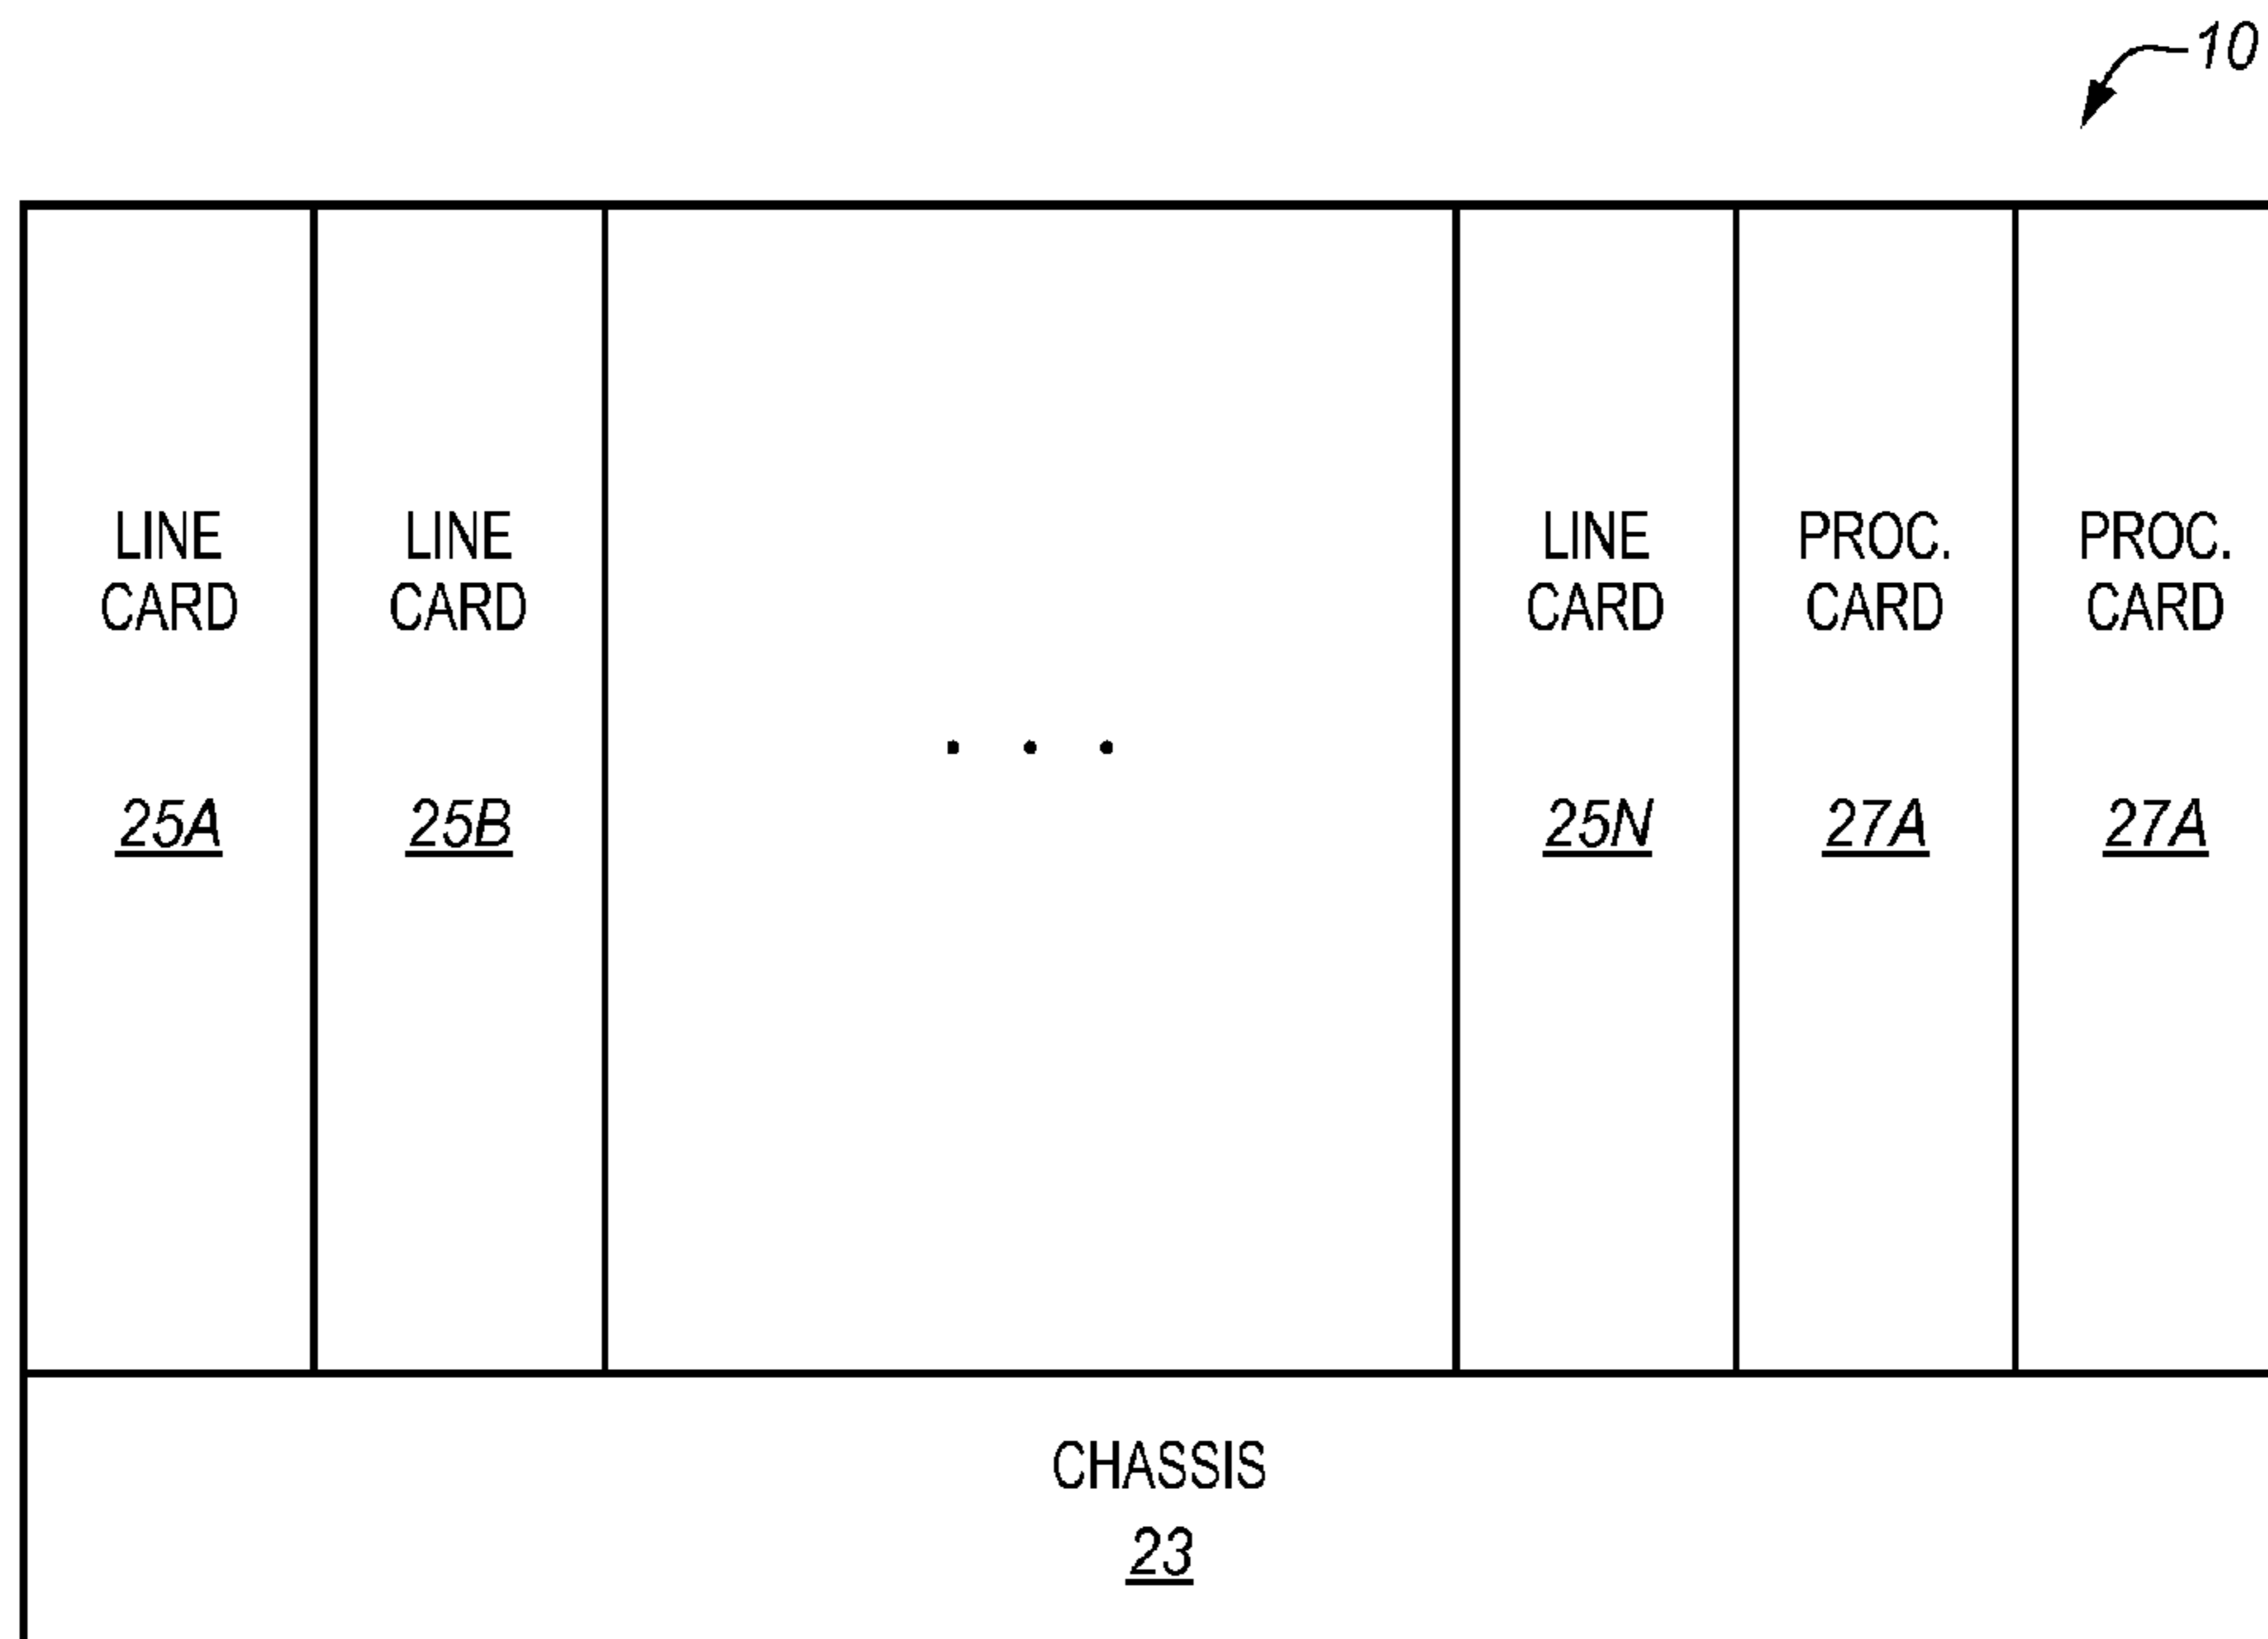 10
LINE
CARD
25A
LINE
CARD
25B
. . .
LINE
CARD
25N
PROC.
CARD
27A
PROC.
CARD
27A
CHASSIS
23